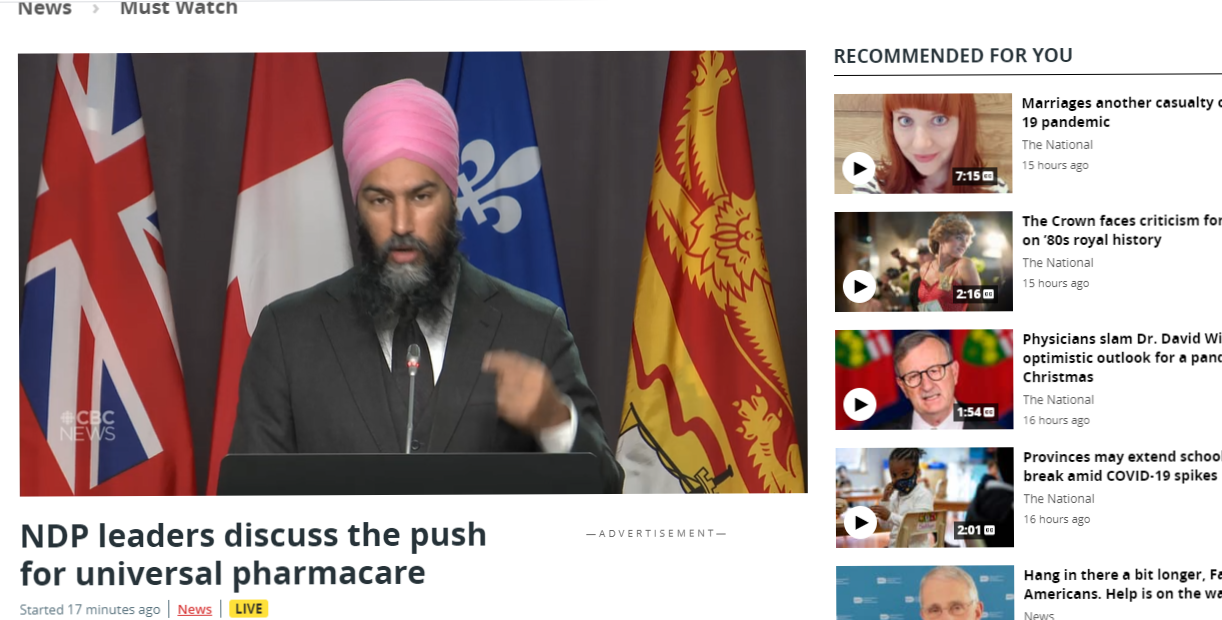 News › Must Watch
CBC
NEWS
NDP leaders discuss the push
for universal pharmacare
Started 17 minutes ago | News | LIVE
—ADVERTISEMENT—
RECOMMENDED FOR YOU
7:15 CC
Marriages another casualty
19 pandemic
The National
15 hours ago
2:16 CC
The Crown faces criticism for
on '80s royal history
The National
15 hours ago
1:54 CC
Physicians slam Dr. David
optimistic outlook for a
Christmas
The National
16 hours ago
2:01 CC
Provinces may extend school
break amid COVID-19 spikes
The National
16 hours ago
Hang in there a bit longer,
Americans. Help is on the
News